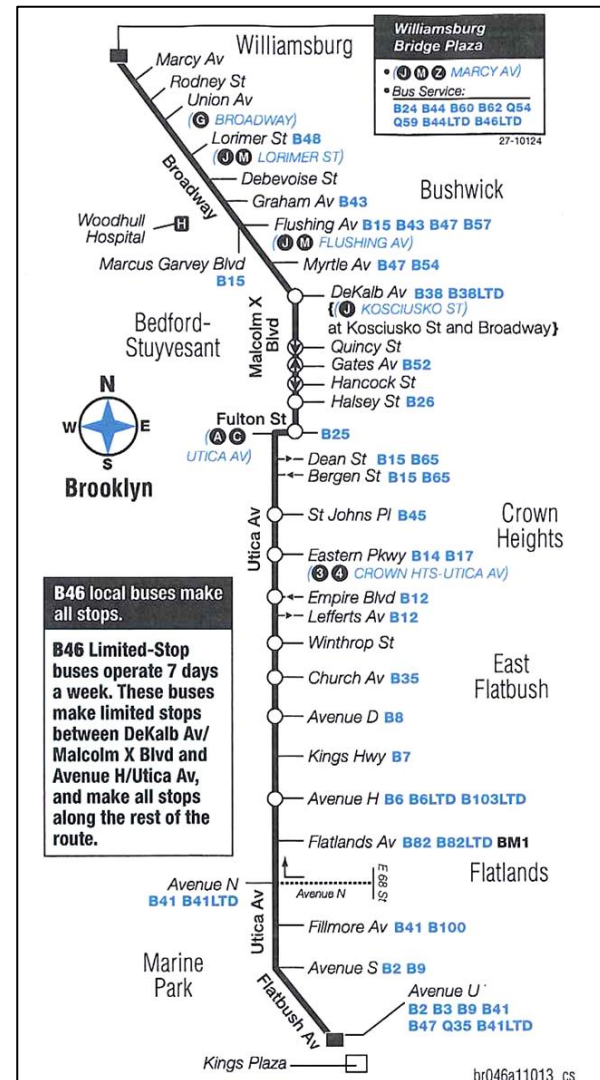 Williamsburg
Williamsburg
Bridge Plaza
• (J M Z MARCY AV)
• Bus Service:
B24 B44 B60 B62 Q54
Q59 B44LTD B46LTD
27-10124
Marcy Av
Rodney St
Union Av
(G BROADWAY)
Lorimer St B48
(J M LORIMER ST)
Broadway
Debevoise St
Bushwick
Graham Av B43
Woodhull
Hospital
H
Flushing Av B15 B43 B47 B57
(J M FLUSHING AV)
Marcus Garvey Blvd
B15
Myrtle Av B47 B54
DeKalb Av B38 B38LTD
{(J KOSCIUSKO ST)
at Kosciusko St and Broadway}
Bedford-
Stuyvesant
Malcolm X
Blvd
Quincy St
Gates Av B52
Hancock St
Halsey St B26
N
W E
S
Brooklyn
Fulton St
(A C
UTICA AV)
B25
Dean St B15 B65
Bergen St B15 B65
Utica Av
St Johns Pl B45
Crown
Heights
Eastern Pkwy B14 B17
(3 4 CROWN HTS-UTICA AV)
Empire Blvd B12
Lefferts Av B12
B46 local buses make
all stops.
B46 Limited-Stop
buses operate 7 days
a week. These buses
make limited stops
between DeKalb Av/
Malcolm X Blvd and
Avenue H/Utica Av,
and make all stops
along the rest of the
route.
Winthrop St
East
Flatbush
Church Av B35
Avenue D B8
Kings Hwy B7
Avenue H B6 B6LTD B103LTD
Flatlands Av B82 B82LTD BM1
Flatlands
Avenue N
B41 B41LTD
Avenue N
E 68 St
Utica Av
Fillmore Av B41 B100
Marine
Park
Avenue S B2 B9
Flatbush Av
Avenue U
B2 B3 B9 B41
B47 Q35 B41LTD
Kings Plaza
br046a11013_cs